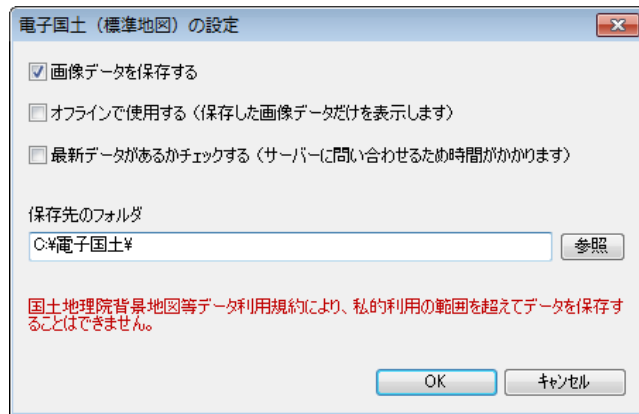 電子国土（標準地図）の設定
画像データを保存する
オフラインで使用する（保存した画像データだけを表示します）
最新データがあるかチェックする（サーバーに問い合わせるため時間がかかります）
保存先のフォルダ
C:¥電子国土¥
参照
国土地理院背景地図等データ利用規約により、私的利用の範囲を超えてデータを保存す
ることはできません。
OK
キャンセル